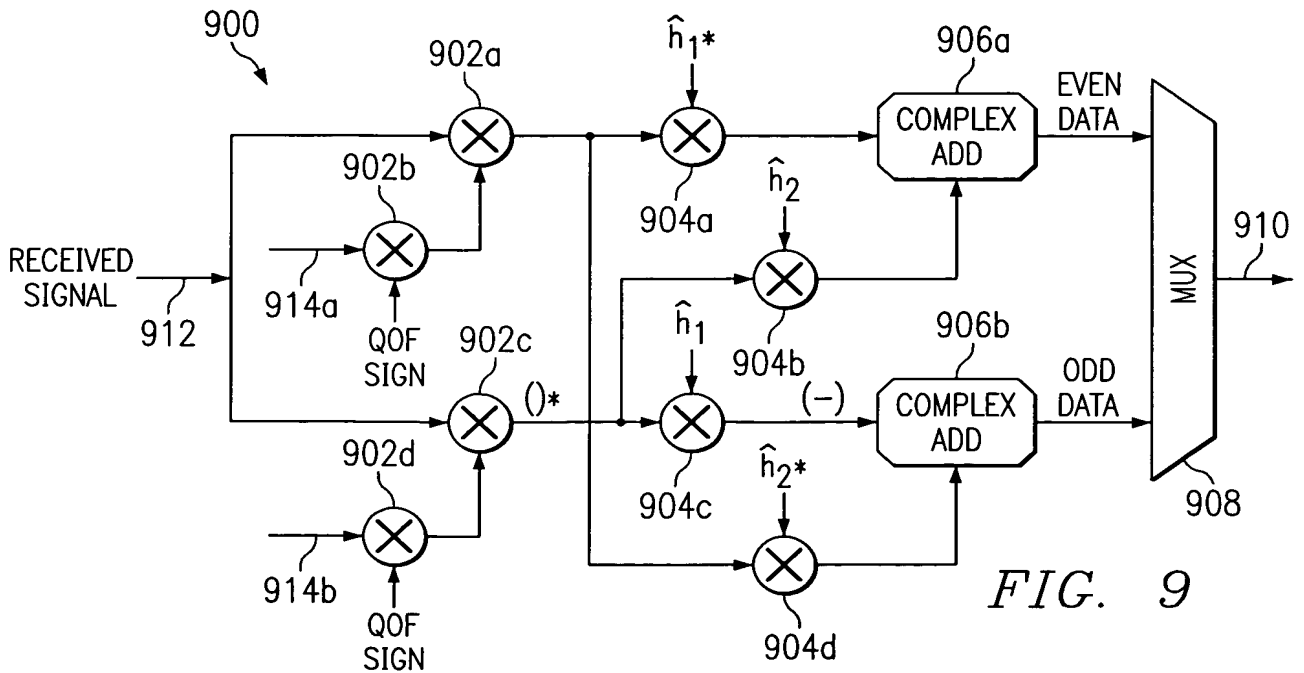 900
902a
ĥ1*
906a
COMPLEX
ADD
EVEN
DATA
902b
904a
ĥ2
RECEIVED
SIGNAL
912
914a
QOF
SIGN
902c
()*
ĥ1
904b
(-)
906b
COMPLEX
ADD
ODD
DATA
MUX
910
908
902d
904c
ĥ2*
914b
QOF
SIGN
904d
FIG. 9